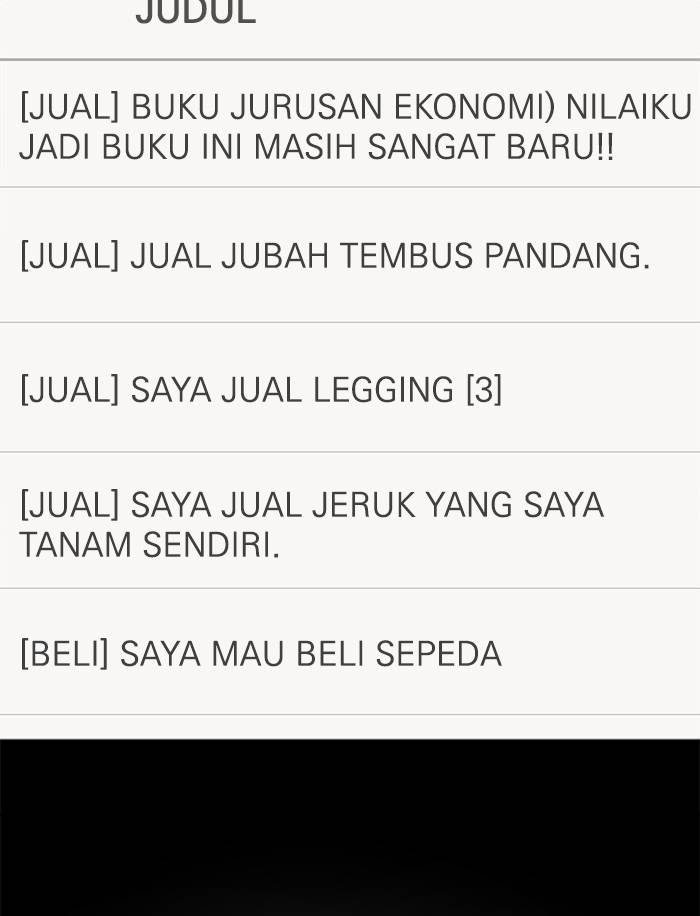 JUDUL
[JUAL] BUKU JURUSAN EKONOMI) NILAIKU
JADI BUKU INI MASIH SANGAT BARU!!
[JUAL] JUAL JUBAH TEMBUS PANDANG.
[JUAL] SAYA JUAL LEGGING [3]
[JUAL] SAYA JUAL JERUK YANG SAYA
TANAM SENDIRI.
[BELI] SAYA MAU BELI SEPEDA